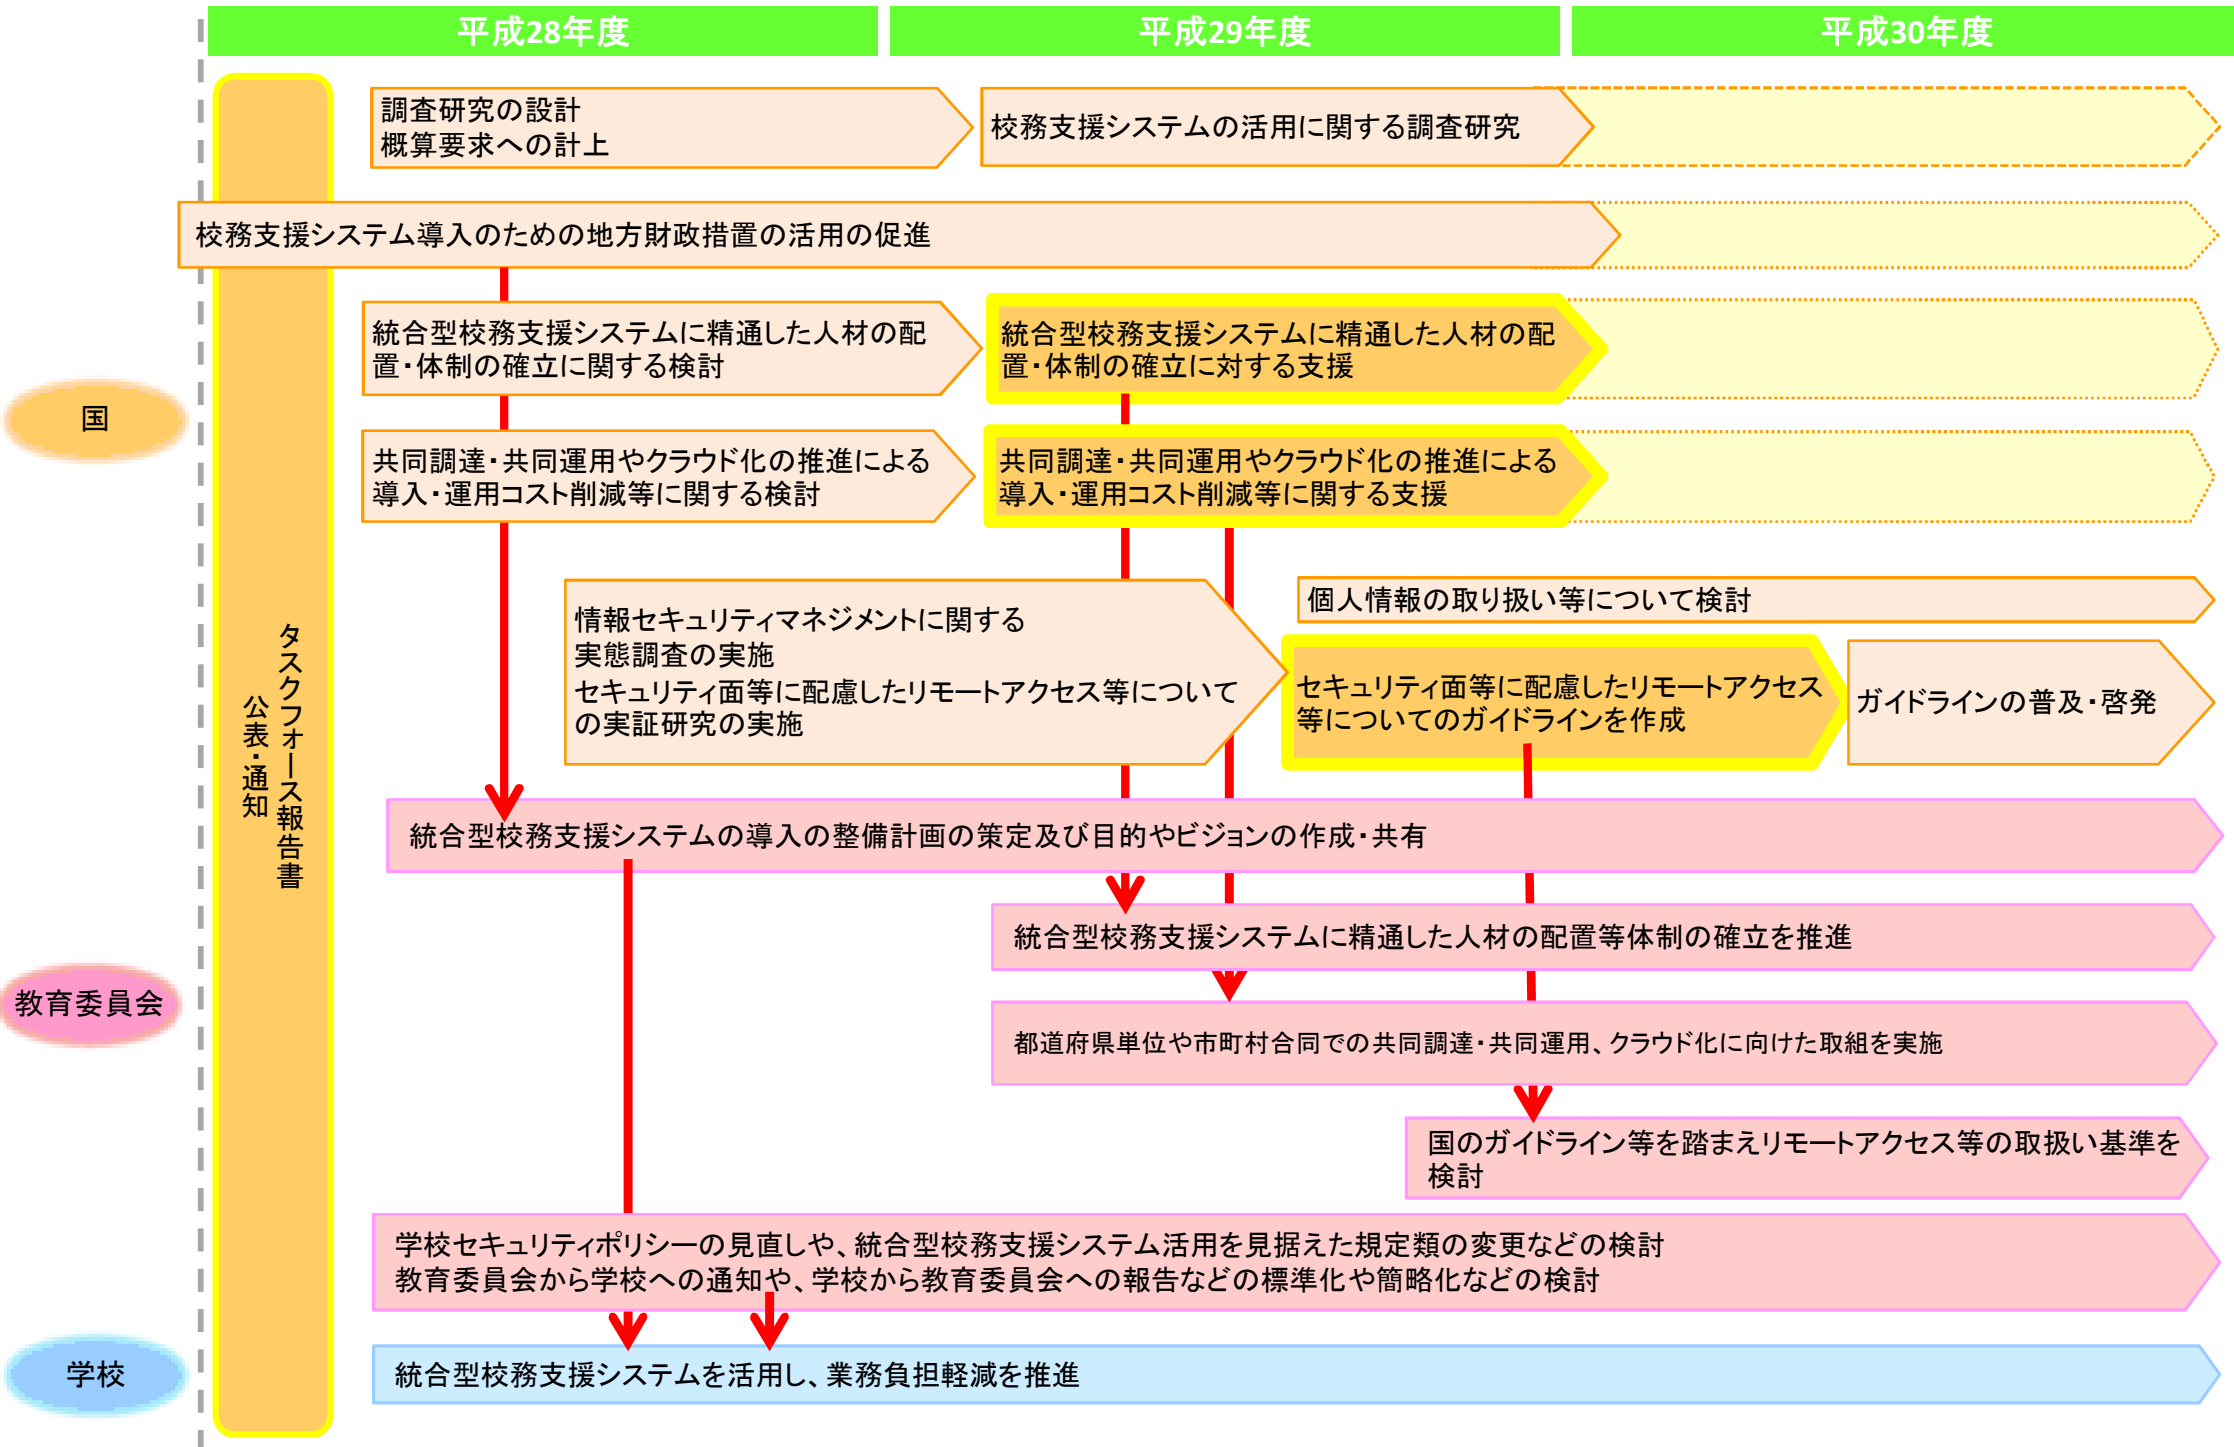 平成28年度
平成29年度
平成30年度
調査研究の設計
概算要求への計上
校務支援システムの活用に関する調査研究
校務支援システム導入のための地方財政措置の活用の促進
統合型校務支援システムに精通した人材の配
置・体制の確立に関する検討
統合型校務支援システムに精通した人材の配
置・体制の確立に対する支援
国
共同調達・共同運用やクラウド化の推進による
導入・運用コスト削減等に関する検討
共同調達・共同運用やクラウド化の推進による
導入・運用コスト削減等に関する支援
タスクフォース報告書
公表・通知
情報セキュリティマネジメントに関する
実態調査の実施
セキュリティ面等に配慮したリモートアクセス等について
の実証研究の実施
個人情報の取り扱い等について検討
セキュリティ面等に配慮したリモートアクセス
等についてのガイドラインを作成
ガイドラインの普及・啓発
統合型校務支援システムの導入の整備計画の策定及び目的やビジョンの作成・共有
統合型校務支援システムに精通した人材の配置等体制の確立を推進
教育委員会
都道府県単位や市町村合同での共同調達・共同運用、クラウド化に向けた取組を実施
国のガイドライン等を踏まえリモートアクセス等の取扱い基準を
検討
学校セキュリティポリシーの見直しや、統合型校務支援システム活用を見据えた規定類の変更などの検討
教育委員会から学校への通知や、学校から教育委員会への報告などの標準化や簡略化などの検討
学校
統合型校務支援システムを活用し、業務負担軽減を推進